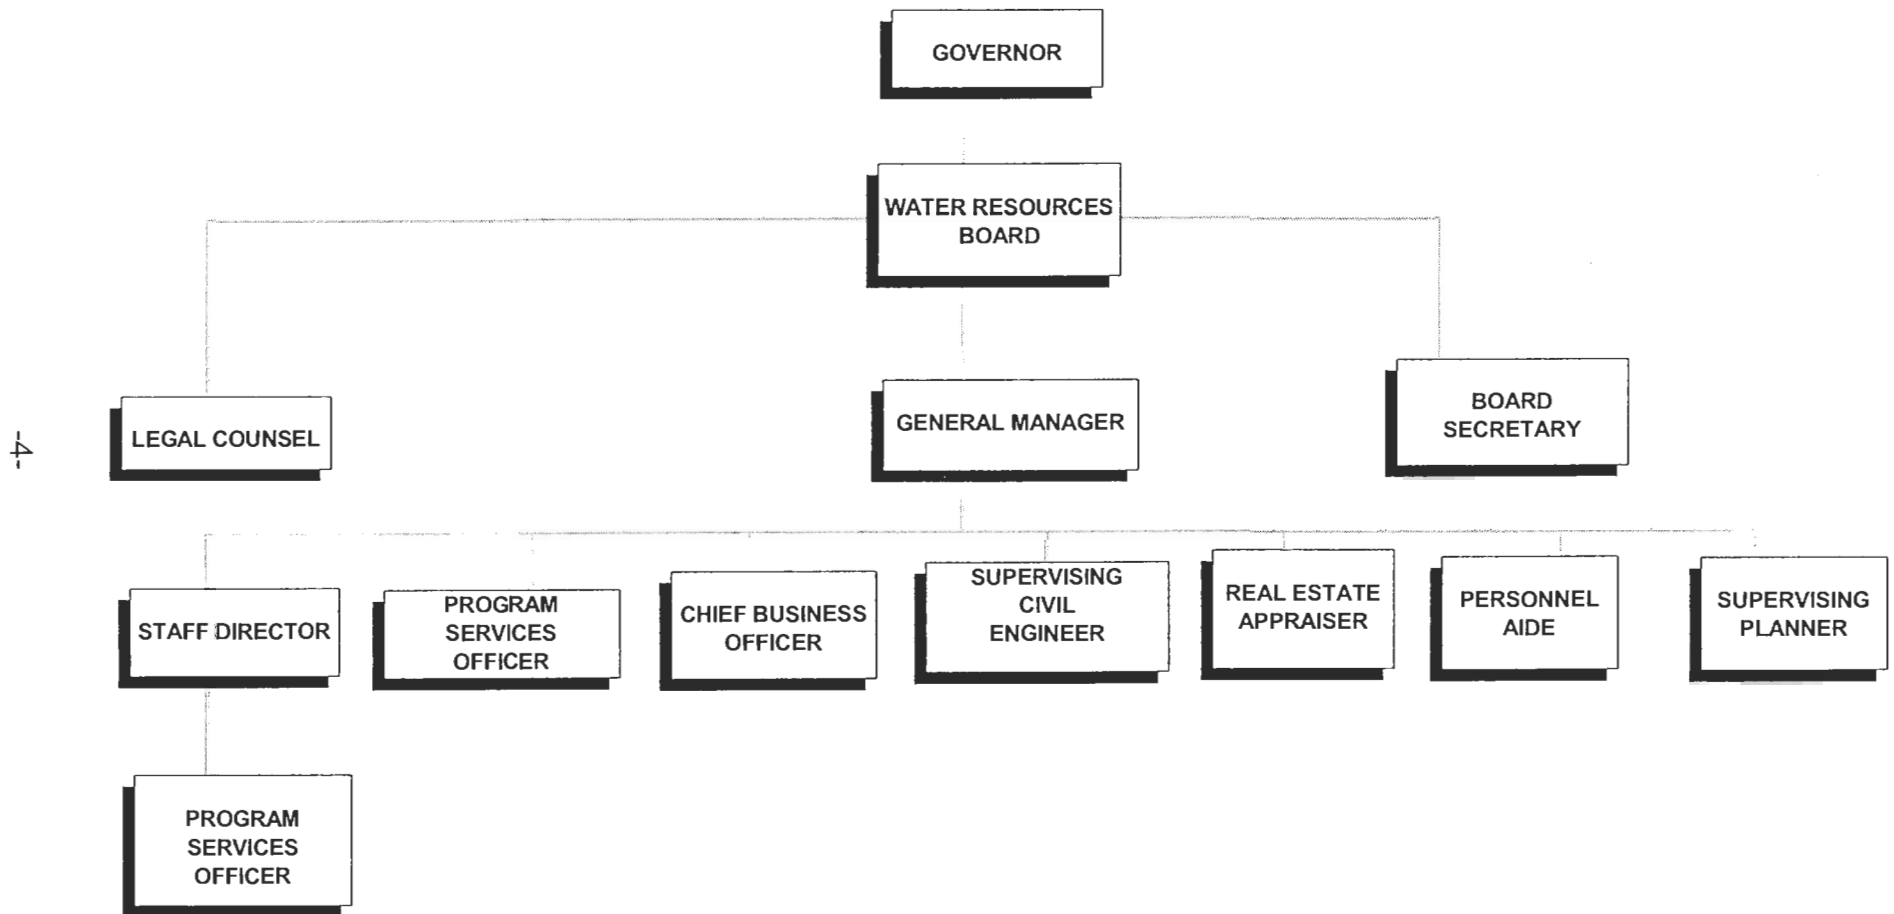 GOVERNOR
WATER RESOURCES
BOARD
LEGAL COUNSEL
GENERAL MANAGER
BOARD
SECRETARY
-4-
STAFF DIRECTOR
PROGRAM
SERVICES
OFFICER
CHIEF BUSINESS
OFFICER
SUPERVISING
CIVIL
ENGINEER
REAL ESTATE
APPRAISER
PERSONNEL
AIDE
SUPERVISING
PLANNER
PROGRAM
SERVICES
OFFICER